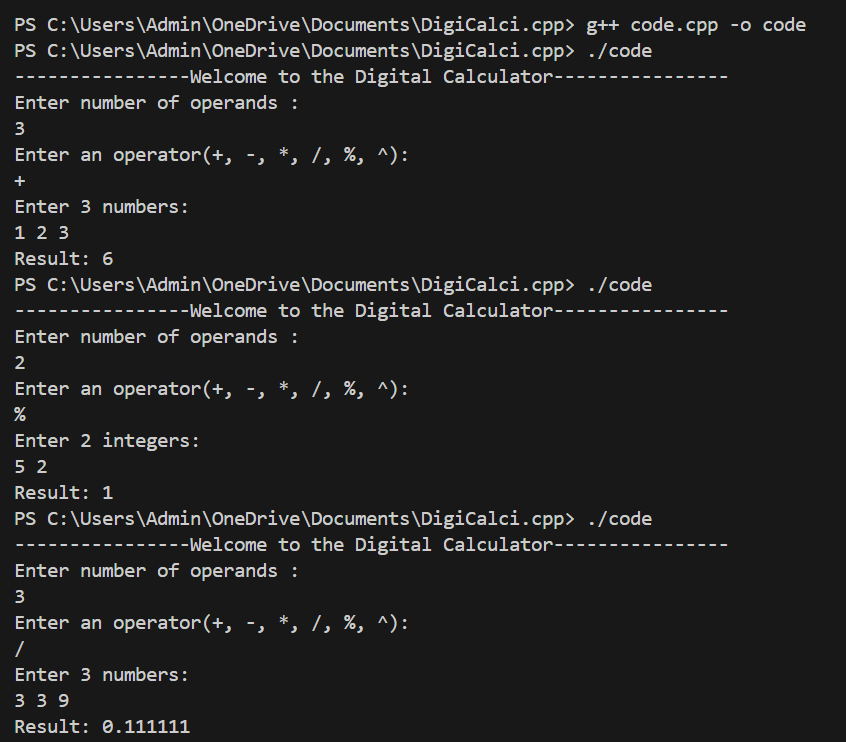 PS C:\Users\Admin\OneDrive\Documents\DigiCalci.cpp> g++ code.cpp -o code
PS C:\Users\Admin\OneDrive\Documents\DigiCalci.cpp> ./code
----------------Welcome to the Digital Calculator----------------
Enter number of operands :
3
Enter an operator(+, -, *, /, %, ^):
+
Enter 3 numbers:
1 2 3
Result: 6
PS C:\Users\Admin\OneDrive\Documents\DigiCalci.cpp> ./code
----------------Welcome to the Digital Calculator----------------
Enter number of operands :
2
Enter an operator(+, -, *, /, %, ^):
%
Enter 2 integers:
5 2
Result: 1
PS C:\Users\Admin\OneDrive\Documents\DigiCalci.cpp> ./code
----------------Welcome to the Digital Calculator----------------
Enter number of operands :
3
Enter an operator(+, -, *, /, %, ^):
/
Enter 3 numbers:
3 3 9
Result: 0.111111